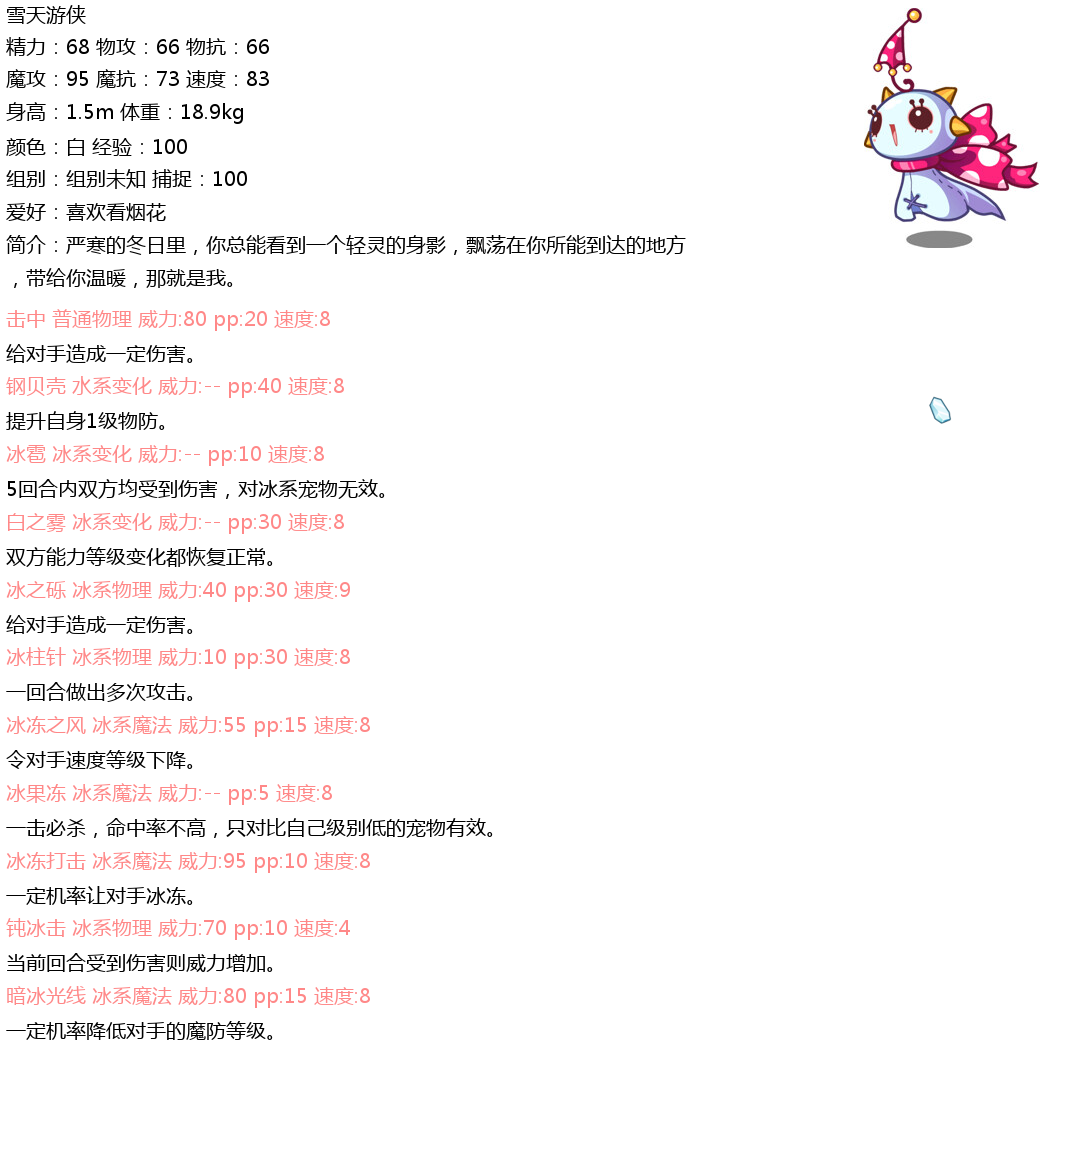 雪天游侠
精力：68 物攻：66 物抗：66
魔攻：95 魔抗：73 速度：83
身高：1.5m 体重：18.9kg
颜色：白 经验：100
组别：组别未知 捕捉：100
爱好：喜欢看烟花
简介：严寒的冬日里，你总能看到一个轻灵的身影，飘荡在你所能到达的地方
，带给你温暖，那就是我。
击中 普通物理 威力:80 pp:20 速度:8
给对手造成一定伤害。
钢贝壳 水系变化 威力:-- pp:40 速度:8
提升自身1级物防。
冰雹 冰系变化 威力:-- pp:10 速度:8
5回合内双方均受到伤害，对冰系宠物无效。
白之雾 冰系变化 威力:-- pp:30 速度:8
双方能力等级变化都恢复正常。
冰之砾 冰系物理 威力:40 pp:30 速度:9
给对手造成一定伤害。
冰柱针 冰系物理 威力:10 pp:30 速度:8
一回合做出多次攻击。
冰冻之风 冰系魔法 威力:55 pp:15 速度:8
令对手速度等级下降。
冰果冻 冰系魔法 威力:-- pp:5 速度:8
一击必杀，命中率不高，只对比自己级别低的宠物有效。
冰冻打击 冰系魔法 威力:95 pp:10 速度:8
一定机率让对手冰冻。
钝冰击 冰系物理 威力:70 pp:10 速度:4
当前回合受到伤害则威力增加。
暗冰光线 冰系魔法 威力:80 pp:15 速度:8
一定机率降低对手的魔防等级。